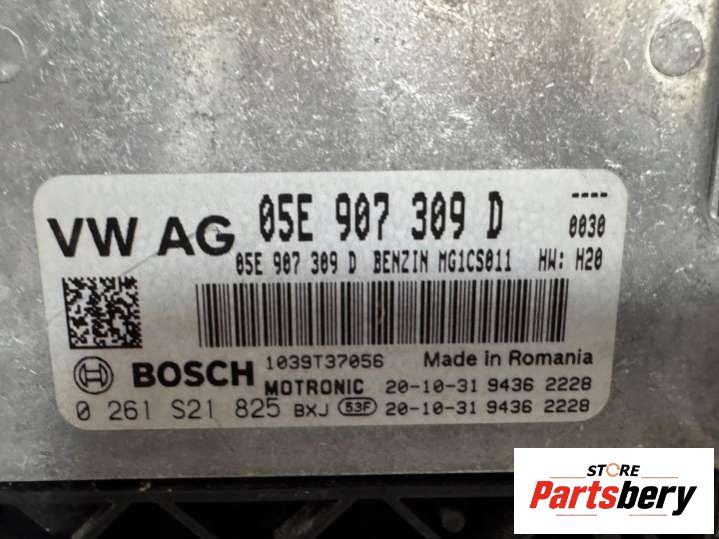 VW AG 05E 907 309 D ----
0030
05E 907 309 D BENZIN MG1CS011 HW: H20
BOSCH 1039T37056 Made in Romania
MOTRONIC 20-10-31 9436 2228
0 261 S21 825 BXJ 53F 20-10-31 9436 2228
STORE
Partsbery